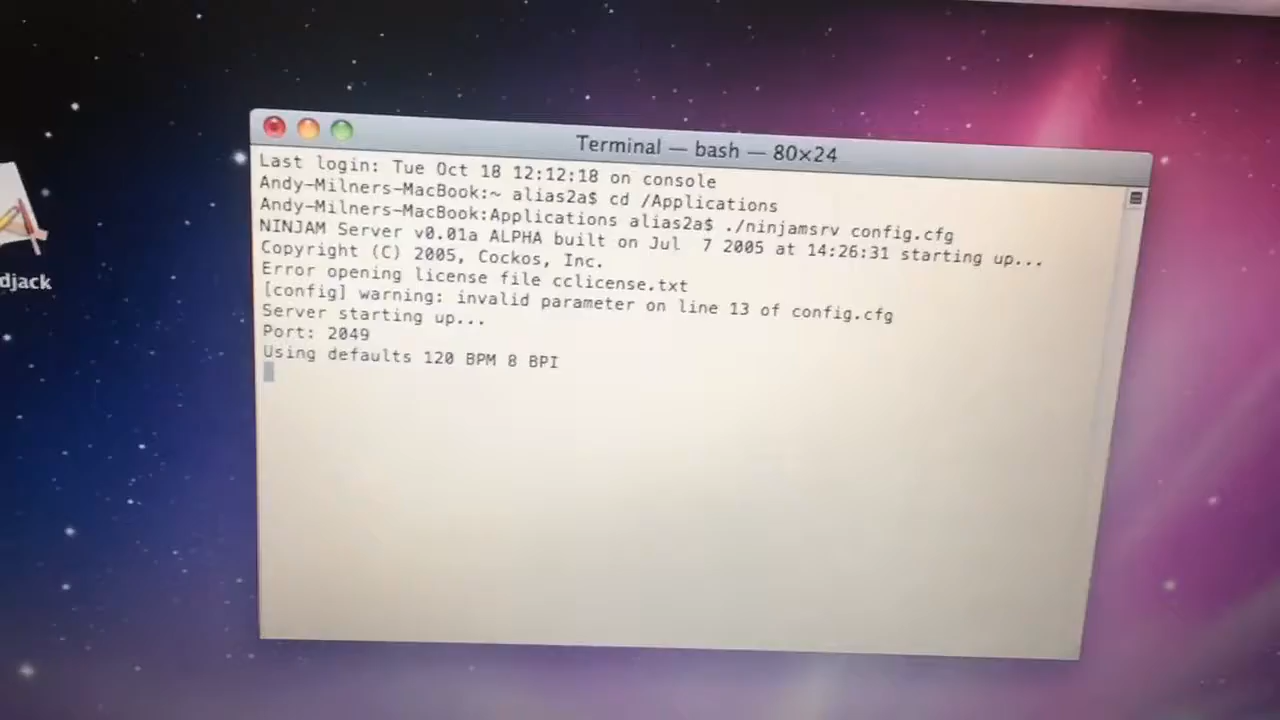 Terminal — bash — 80×24
Last login: Tue Oct 18 12:12:18 on console
Andy-Milners-MacBook:~ alias2a$ cd /Applications
Andy-Milners-MacBook:Applications alias2a$ ./ninjamsrv config.cfg
NINJAM Server v0.01a ALPHA built on Jul  7 2005 at 14:26:31 starting up...
Copyright (C) 2005, Cockos, Inc.
Error opening license file cclicense.txt
[config] warning: invalid parameter on line 13 of config.cfg
Server starting up...
Port: 2049
Using defaults 120 BPM 8 BPI
djack